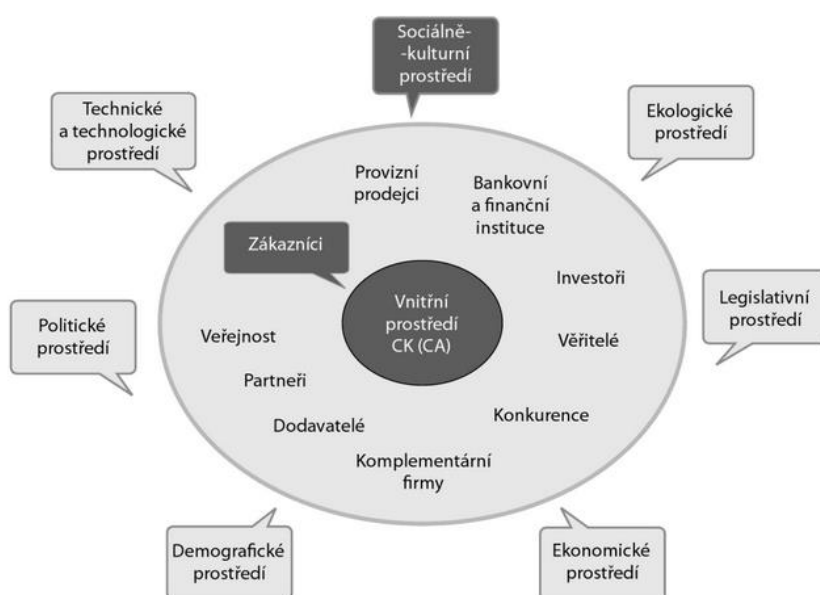 Sociálně-
-kulturní
prostředí
Technické
a technologické
prostředí
Ekologické
prostředí
Provizní
prodejci
Bankovní
a finanční
instituce
Zákazníci
Investoři
Vnitřní
prostředí
CK (CA)
Legislativní
prostředí
Politické
prostředí
Veřejnost
Věřitelé
Partneři
Dodavatelé
Konkurence
Komplementární
firmy
Demografické
prostředí
Ekonomické
prostředí